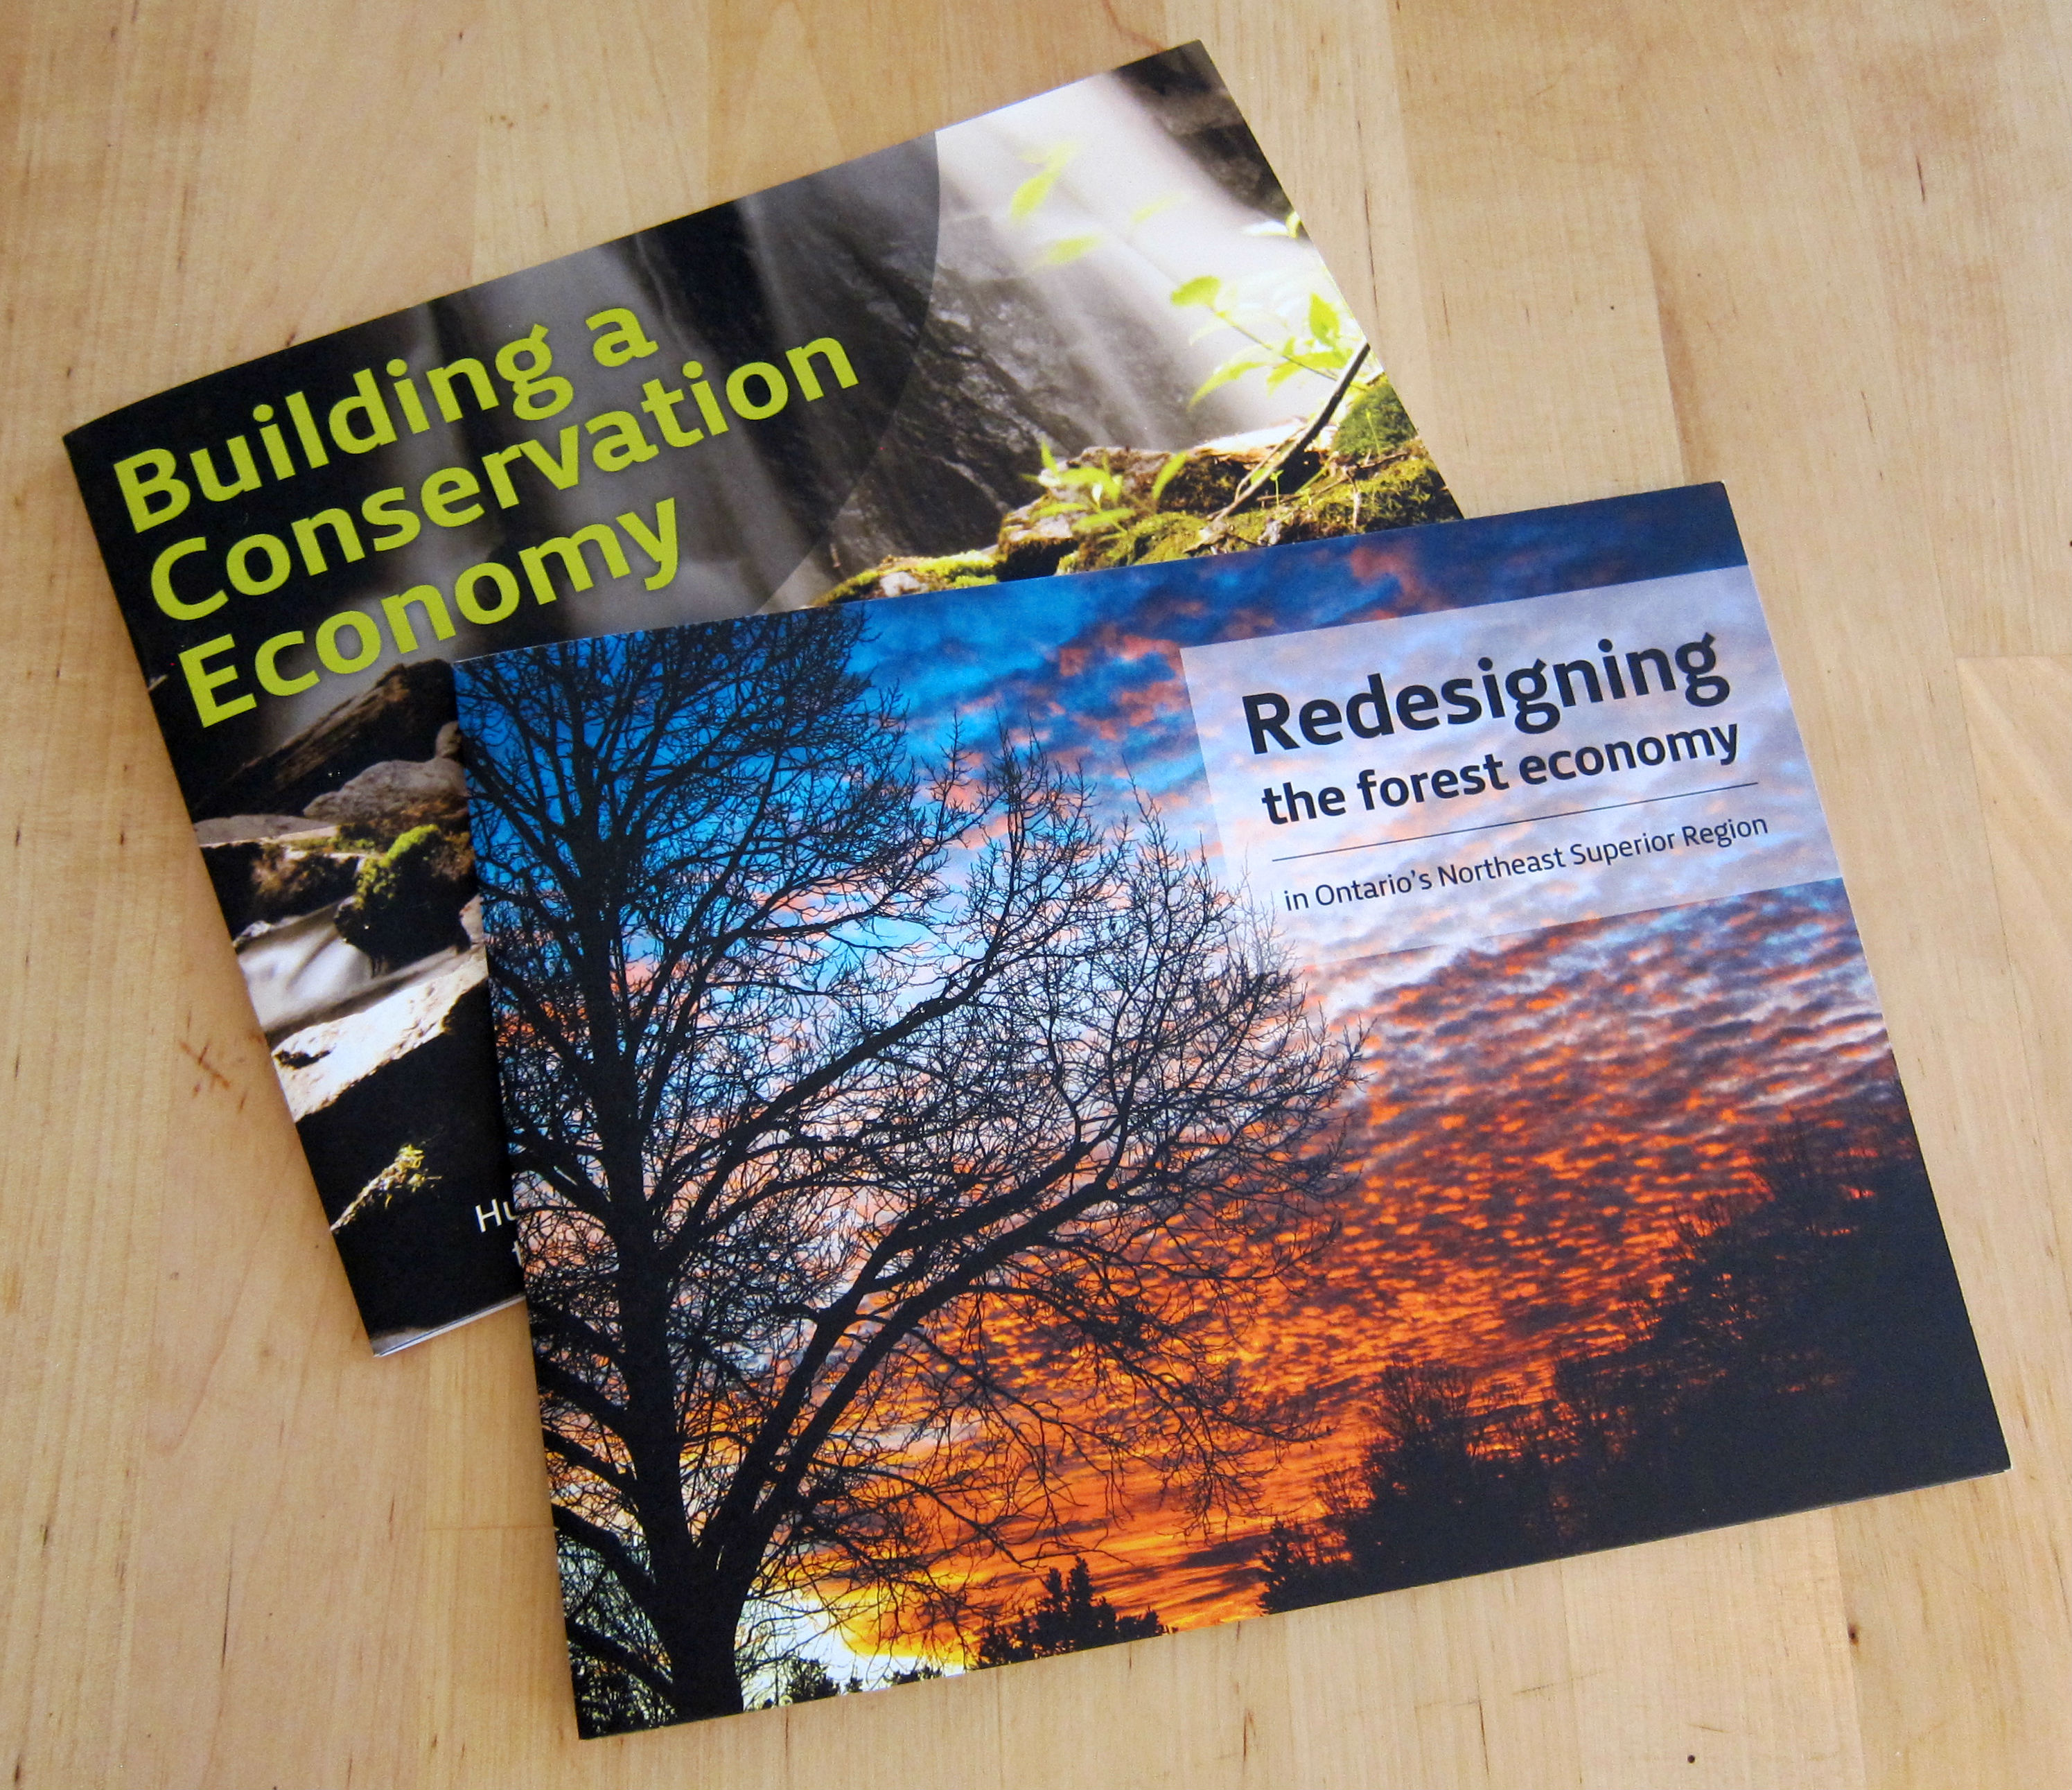 Building a
Conservation
Economy
Redesigning
the forest economy
in Ontario's Northeast Superior Region